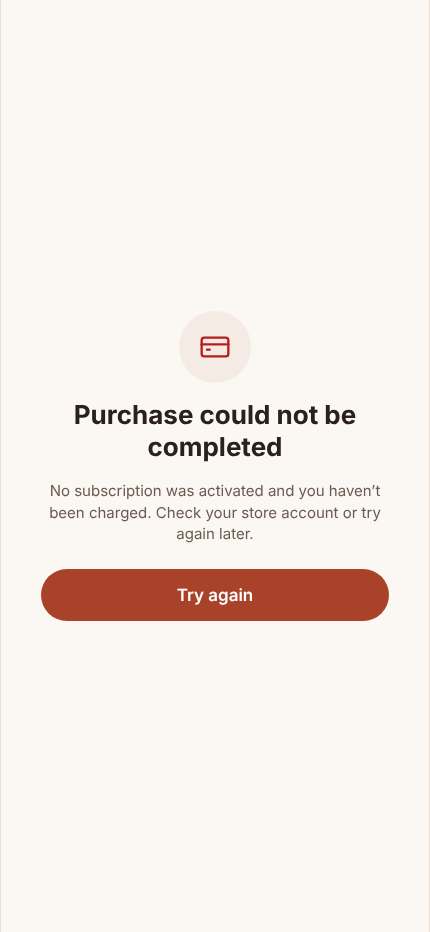 Purchase could not be
completed
No subscription was activated and you haven’t
been charged. Check your store account or try
again later.
Try again